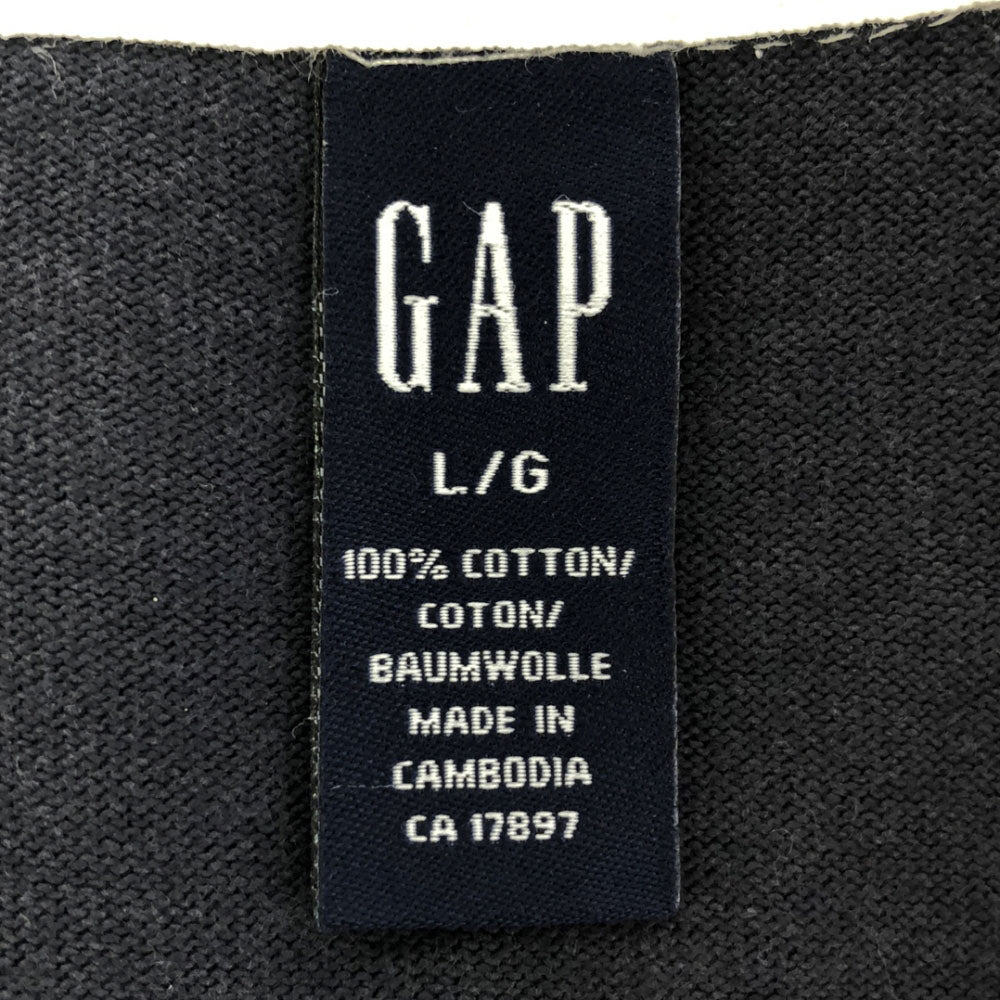 GAP
L/G
100% COTTON/
COTON/
BAUMWOLLE
MADE IN
CAMBODIA
CA 17897